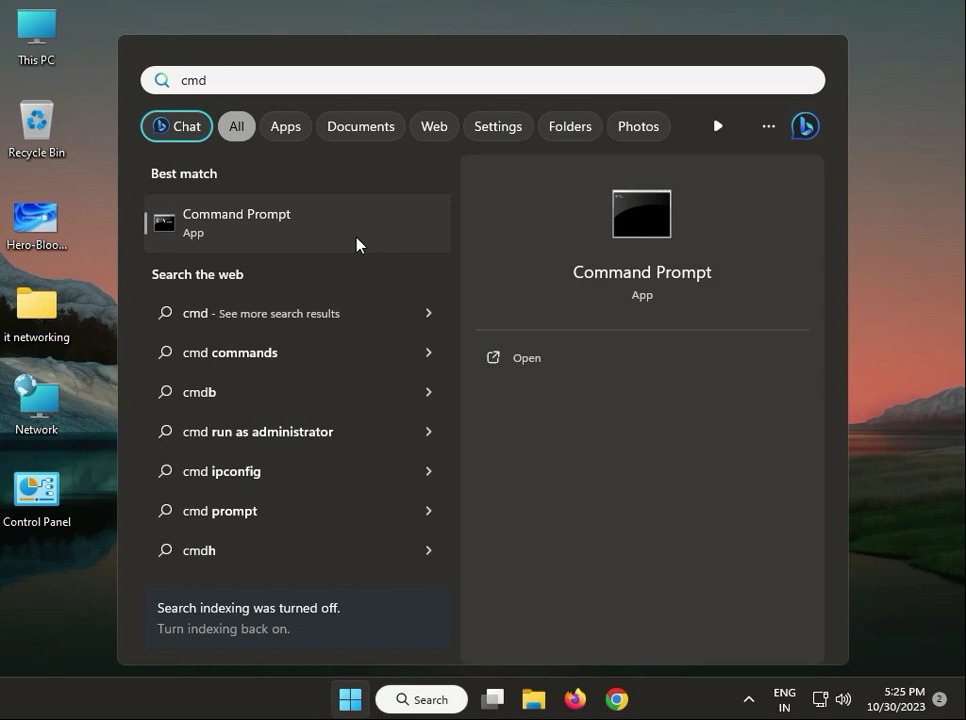 This PC
Recycle Bin
Hero-Bloo...
it networking
Network
Control Panel
cmd
Chat
All
Apps
Documents
Web
Settings
Folders
Photos
Best match
Command Prompt
App
Search the web
cmd - See more search results
cmd commands
cmdb
cmd run as administrator
cmd ipconfig
cmd prompt
cmdh
Search indexing was turned off.
Turn indexing back on.
Command Prompt
App
Open
Search
ENG
IN
5:25 PM
10/30/2023
2